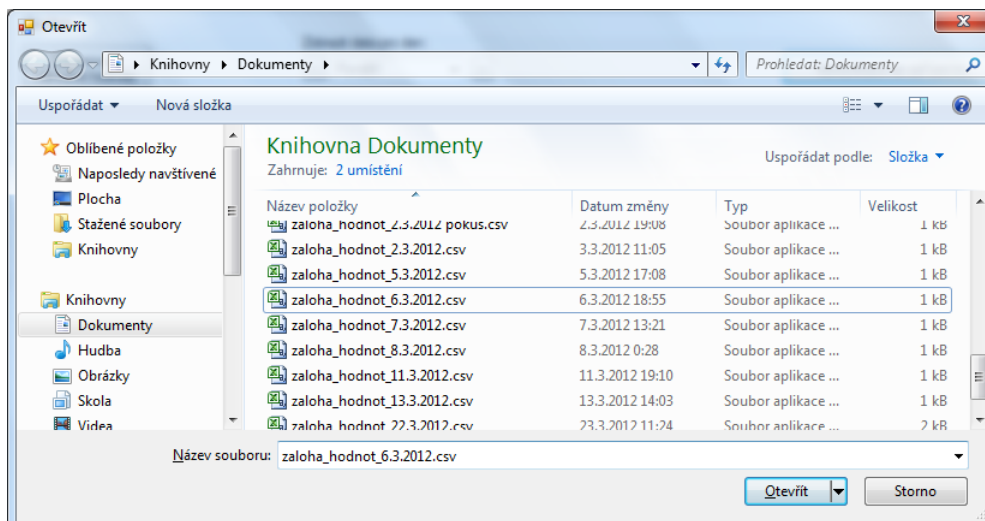 Otevřít
Knihovny Dokumenty Prohledat: Dokumenty
Uspořádat Nová složka
Oblíbené položky
Naposledy navštívené
Plocha
Stažené soubory
Knihovny
Knihovny
Dokumenty
Hudba
Obrázky
Skola
Videa
Knihovna Dokumenty
Zahrnuje: 2 umístění
Uspořádat podle: Složka
Název položky Datum změny Typ Velikost
zaloha_hodnot_2.3.2012 pokus.csv 2.3.2012 19:08 Soubor aplikace ... 1 kB
zaloha_hodnot_2.3.2012.csv 3.3.2012 11:05 Soubor aplikace ... 1 kB
zaloha_hodnot_5.3.2012.csv 5.3.2012 17:08 Soubor aplikace ... 1 kB
zaloha_hodnot_6.3.2012.csv 6.3.2012 18:55 Soubor aplikace ... 1 kB
zaloha_hodnot_7.3.2012.csv 7.3.2012 13:21 Soubor aplikace ... 1 kB
zaloha_hodnot_8.3.2012.csv 8.3.2012 0:28 Soubor aplikace ... 1 kB
zaloha_hodnot_11.3.2012.csv 11.3.2012 19:10 Soubor aplikace ... 1 kB
zaloha_hodnot_13.3.2012.csv 13.3.2012 14:03 Soubor aplikace ... 1 kB
zaloha_hodnot_22.3.2012.csv 23.3.2012 11:24 Soubor aplikace ... 2 kB
Název souboru: zaloha_hodnot_6.3.2012.csv
Otevřít Storno